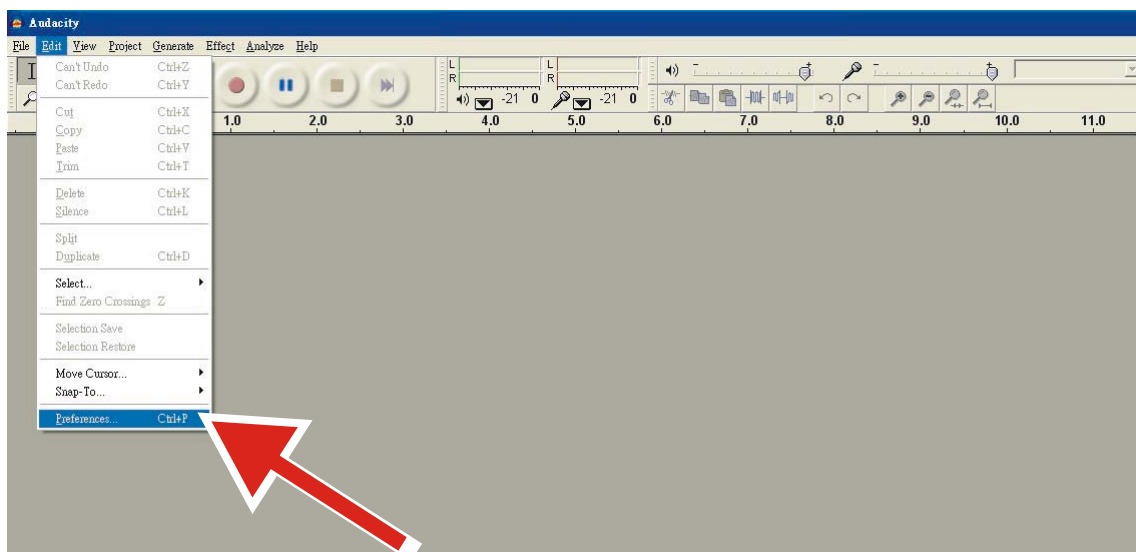 Audacity
File Edit View Project Generate Effect Analyze Help
Can't Undo Ctrl+Z
Can't Redo Ctrl+Y
Cut Ctrl+X
Copy Ctrl+C
Paste Ctrl+V
Trim Ctrl+T
Delete Ctrl+K
Silence Ctrl+L
Split
Duplicate Ctrl+D
Select...
Find Zero Crossings Z
Selection Save
Selection Restore
Move Cursor...
Snap-To...
Preferences... Ctrl+P
L
R
-21 0
L
R
-21 0
1.0 2.0 3.0 4.0 5.0 6.0 7.0 8.0 9.0 10.0 11.0